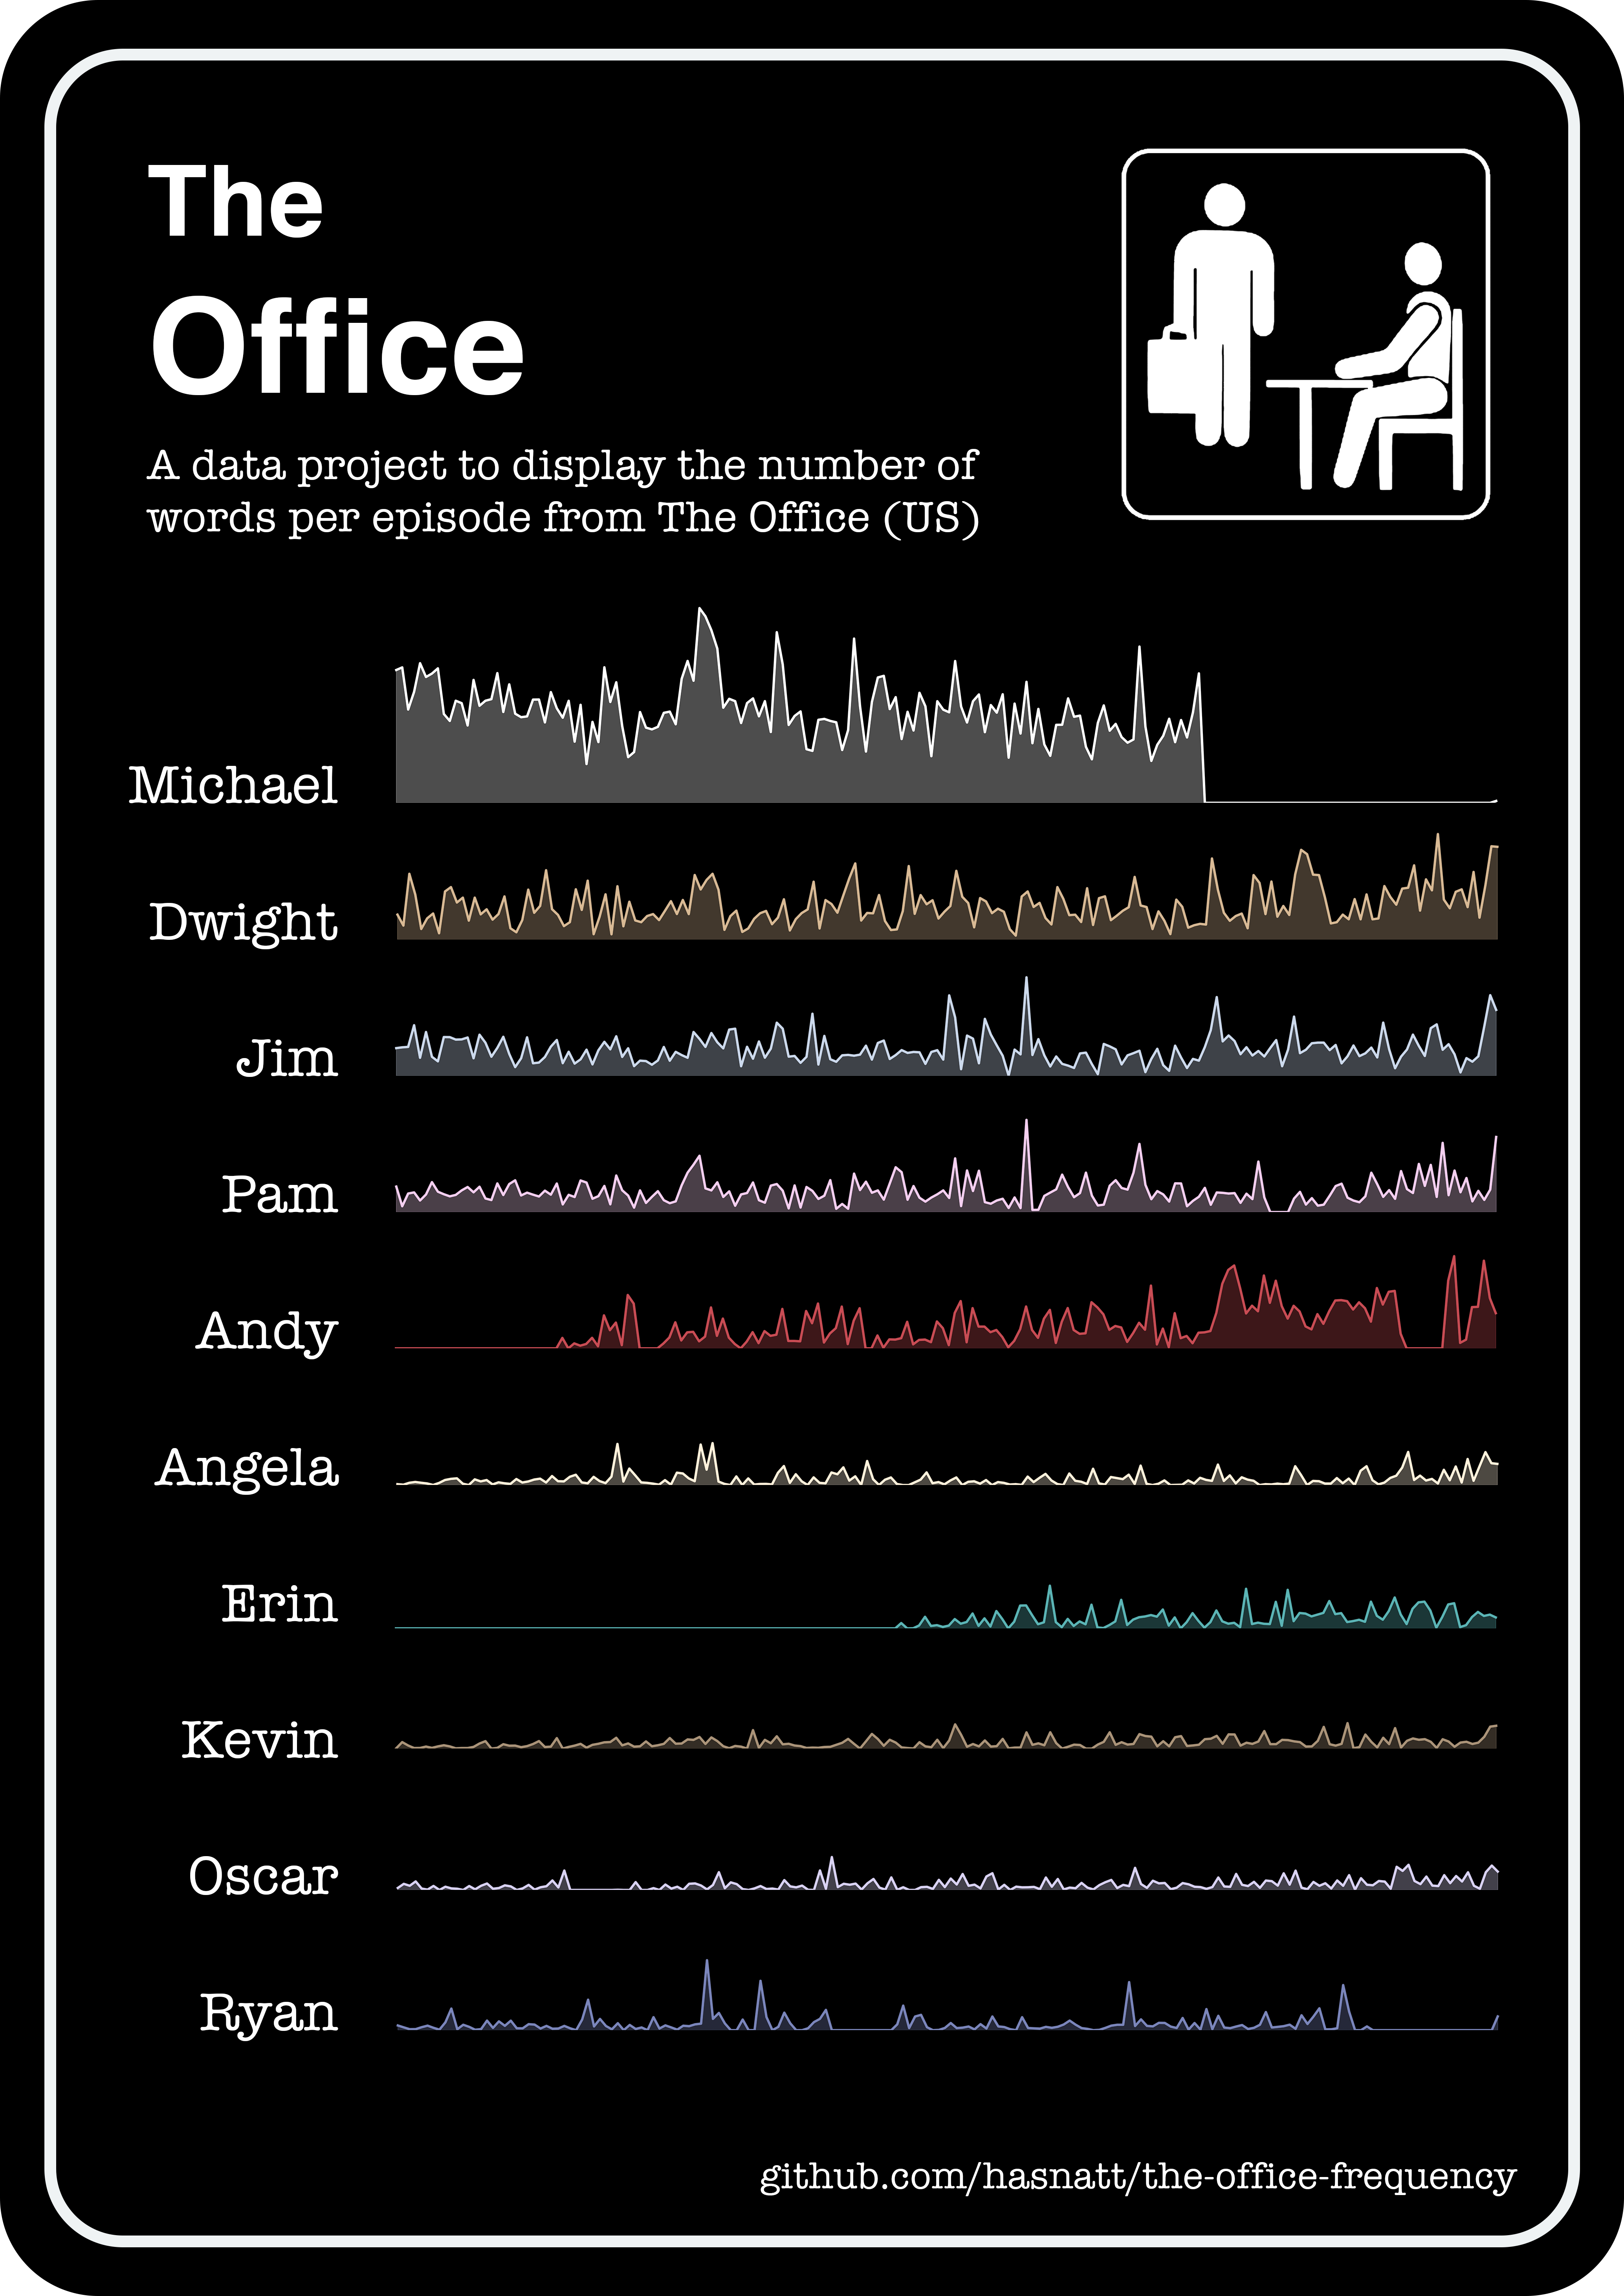 The
Office
A data project to display the number of
words per episode from The Office (US)
Michael
Dwight
Jim
Pam
Andy
Angela
Erin
Kevin
Oscar
Ryan
github.com/hasnatt/the-office-frequency